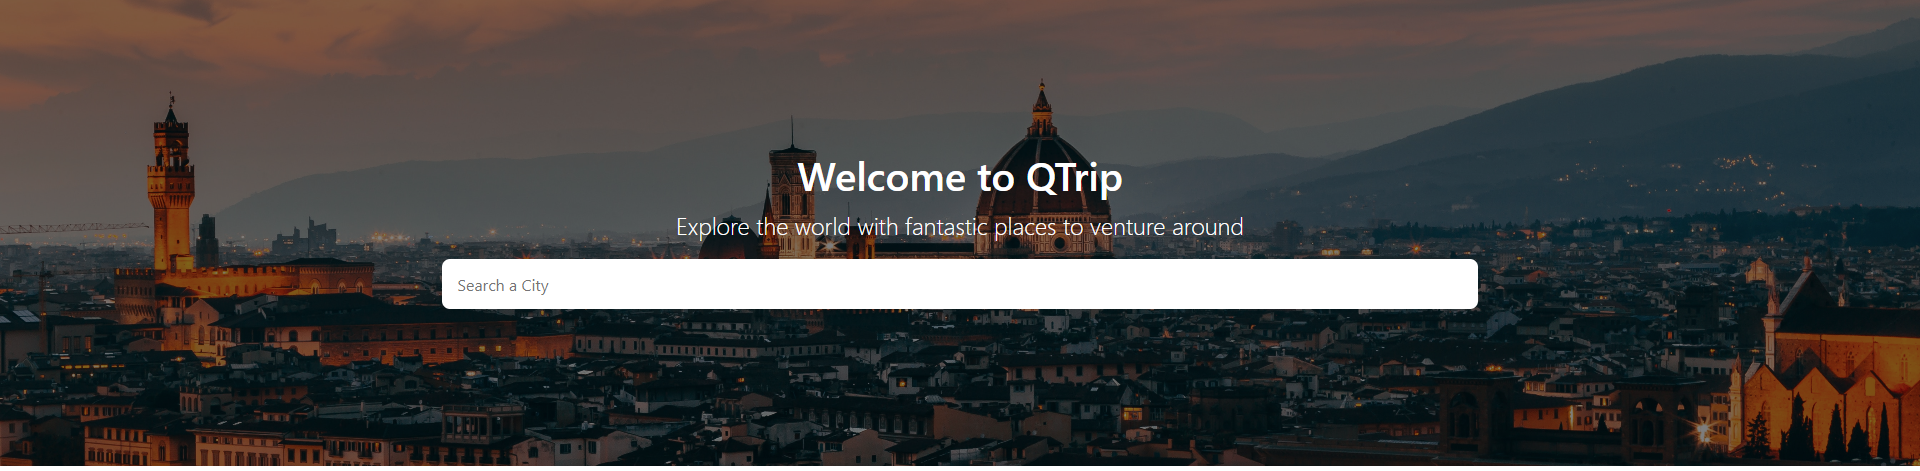 Welcome to QTrip
Explore the world with fantastic places to venture around
Search a City